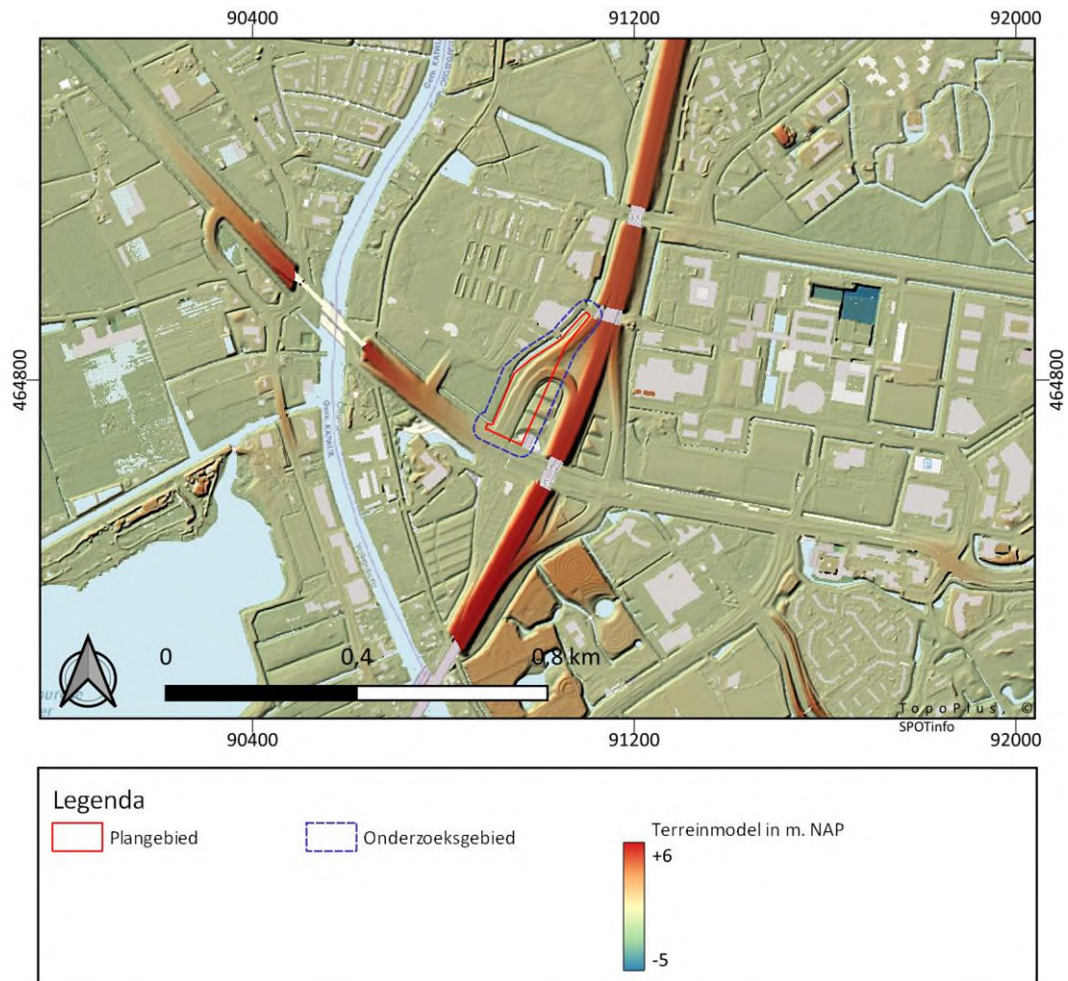 90400 91200 92000
464800 464800
0 0,4 0,8 km
TopoPlus, ©
SPOTinfo
90400 91200 92000
Legenda
Plangebied
Onderzoeksgebied
Terreinmodel in m. NAP
+6
-5